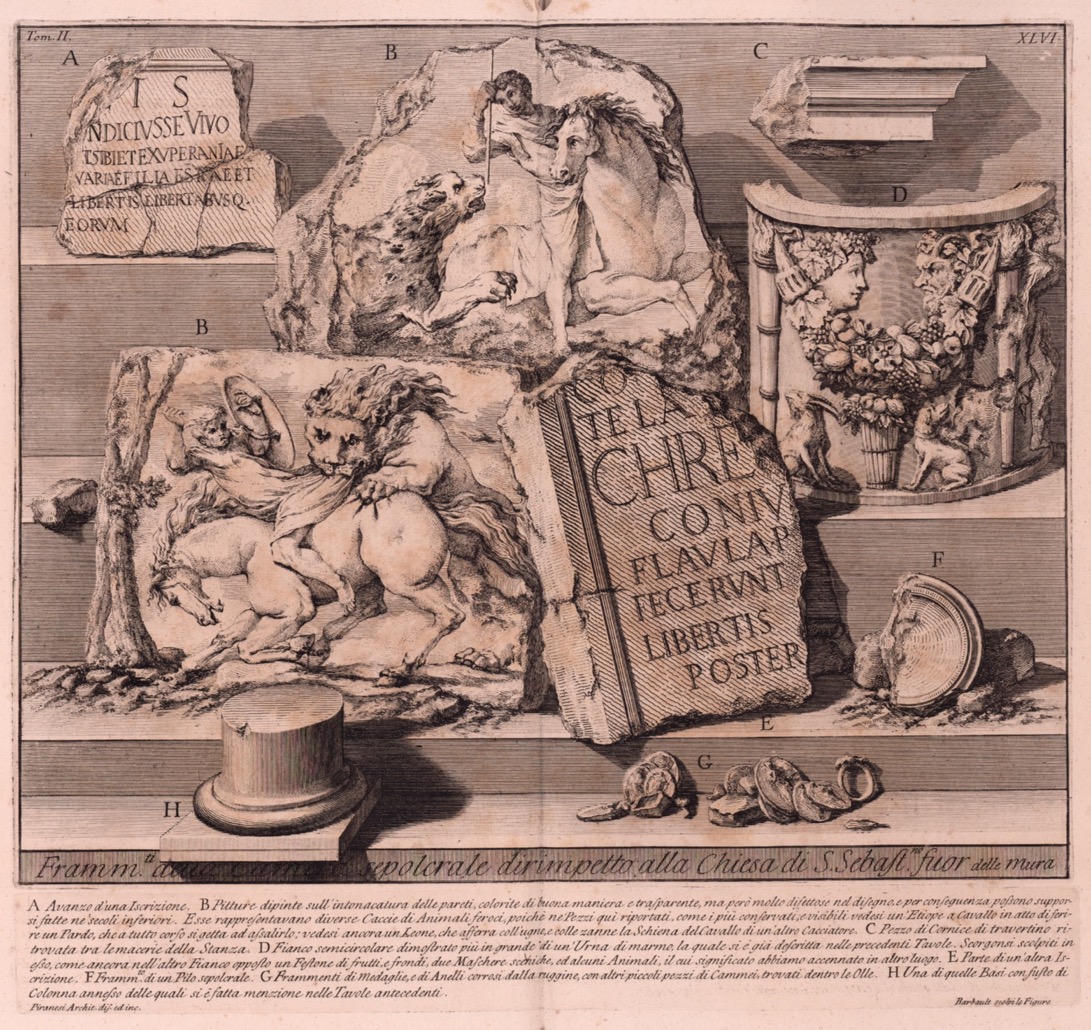 Tom. II.
XLVI
A
B
C
I S
NDICIVSSE VIVO
TSIBIETEXVPERANIAE
VARIAEFILIAESRAEET
LIBERTIS LIBERTABUSQ.
EORVM
D
B
TE LA
CHRE
CONIV
FLAVLAP
FECERVNT
LIBERTIS
POSTER
F
E
G
H
Framm.ti sepolcrale dirimpetto alla Chiesa di S. Sebast.ne fuor delle mura
A Avanzo d'una Iscrizione. B Pitture dipinte sull'intonacatura delle pareti, colorite di buona maniera e trasparente, ma però molto difettose nel disegno, e per conseguenza possono suppor-
si fatte ne' secoli inferiori. Esse rappresentavano diverse Caccie di Animali feroci, poichè ne' Pezzi qui riportati, come i più conservati, e visibili vedesi un' Etiope a Cavallo in atto di feri-
re un Pardo, che a tutto corso si getta ad assalirlo; vedesi ancora un Leone, che afferra coll'ugne, e colle zanne la Schiena del Cavallo di un'altro Cacciatore. C Pezzo di Cornice di travertino ri-
trovata tra le macerie della Stanza. D Fianco semicircolare dimostrato più in grande di un' Urna di marmo, la quale si è già descritta nelle precedenti Tavole. Scorgonsi scolpiti in
esso, come ancora nell'altro Fianco opposto un Festone di frutti, e frondi, due Maschere sceniche, ed alcuni Animali, il cui significato abbiamo accennato in altro luogo. E Parte di un'altra Is-
crizione. F Framm.to di un Pilo sepolcrale. G Frammenti di Medaglie, e di Anelli corrosi dalla ruggine, con altri piccoli pezzi di Cammei, trovati dentro le Olle. H Una di quelle Basi con fusto di
Colonna annesso delle quali si è fatta menzione nelle Tavole antecedenti.
Piranesi Archit. dis. ed inc.
Barbault scolpì le Figure